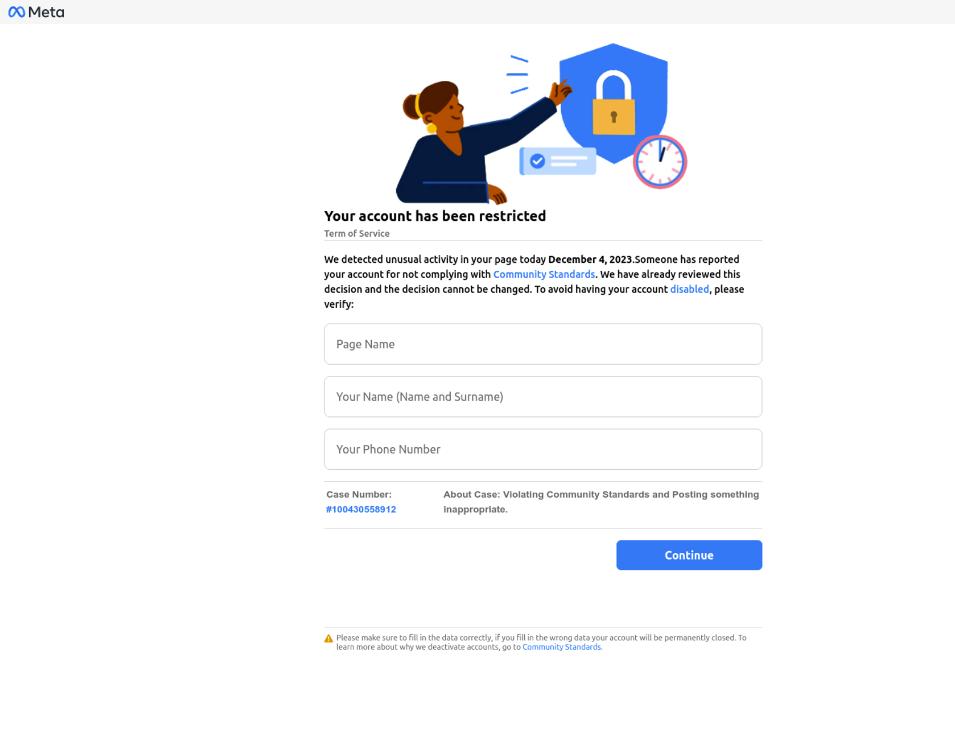 Meta
Your account has been restricted
Term of Service
We detected unusual activity in your page today December 4, 2023.Someone has reported
your account for not complying with Community Standards. We have already reviewed this
decision and the decision cannot be changed. To avoid having your account disabled, please
verify:
Page Name
Your Name (Name and Surname)
Your Phone Number
Case Number:
#100430558912
About Case: Violating Community Standards and Posting something
inappropriate.
Continue
Please make sure to fill in the data correctly, if you fill in the wrong data your account will be permanently closed. To
learn more about why we deactivate accounts, go to Community Standards.